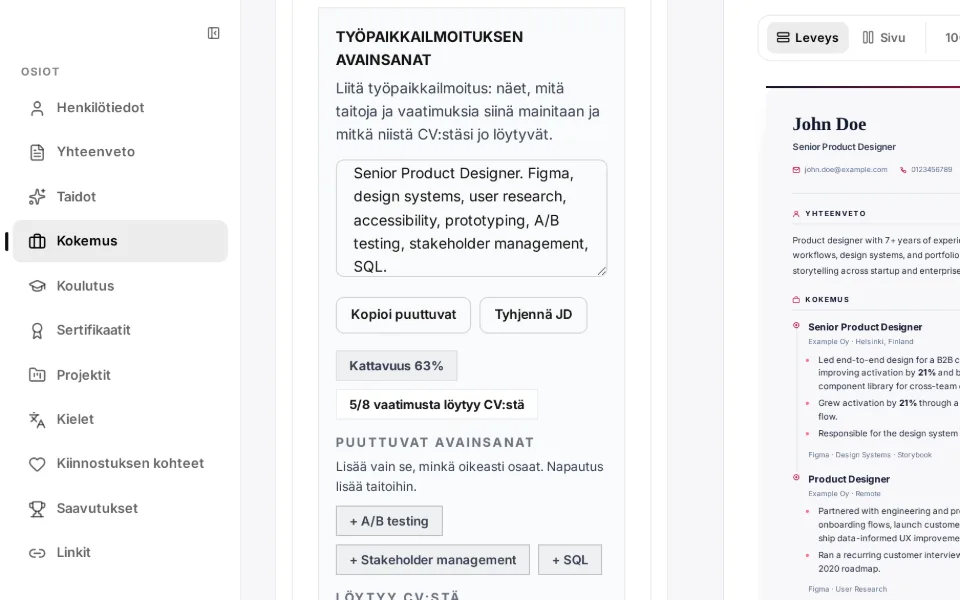 OSIOT
Henkilötiedot
Yhteenveto
Taidot
Kokemus
Koulutus
Sertifikaatit
Projektit
Kielet
Kiinnostuksen kohteet
Saavutukset
Linkit
TYÖPAIKKAILMOITUKSEN
AVAINSANAT
Liitä työpaikkailmoitus: näet, mitä
taitoja ja vaatimuksia siinä mainitaan ja
mitkä niistä CV:stäsi jo löytyvät.
Senior Product Designer. Figma,
design systems, user research,
accessibility, prototyping, A/B
testing, stakeholder management,
SQL.
Kopioi puuttuvat Tyhjennä JD
Kattavuus 63%
5/8 vaatimusta löytyy CV:stä
PUUTTUVAT AVAINSANAT
Lisää vain se, minkä oikeasti osaat. Napautus
lisää taitoihin.
+ A/B testing
+ Stakeholder management + SQL
LÖYTYY CV:STÄ
Leveys Sivu 10
John Doe
Senior Product Designer
john.doe@example.com 0123456789
YHTEENVETO
Product designer with 7+ years of experi
workflows, design systems, and portfolio
storytelling across startup and enterprise
KOKEMUS
Senior Product Designer
Example Oy · Helsinki, Finland
Led end-to-end design for a B2B c
improving activation by 21% and b
component library for cross-team
Grew activation by 21% through a
flow.
Responsible for the design system
Figma · Design Systems · Storybook
Product Designer
Example Oy · Remote
Partnered with engineering and pr
onboarding flows, launch custome
ship data-informed UX improveme
Ran a recurring customer interview
2020 roadmap.
Figma · User Research